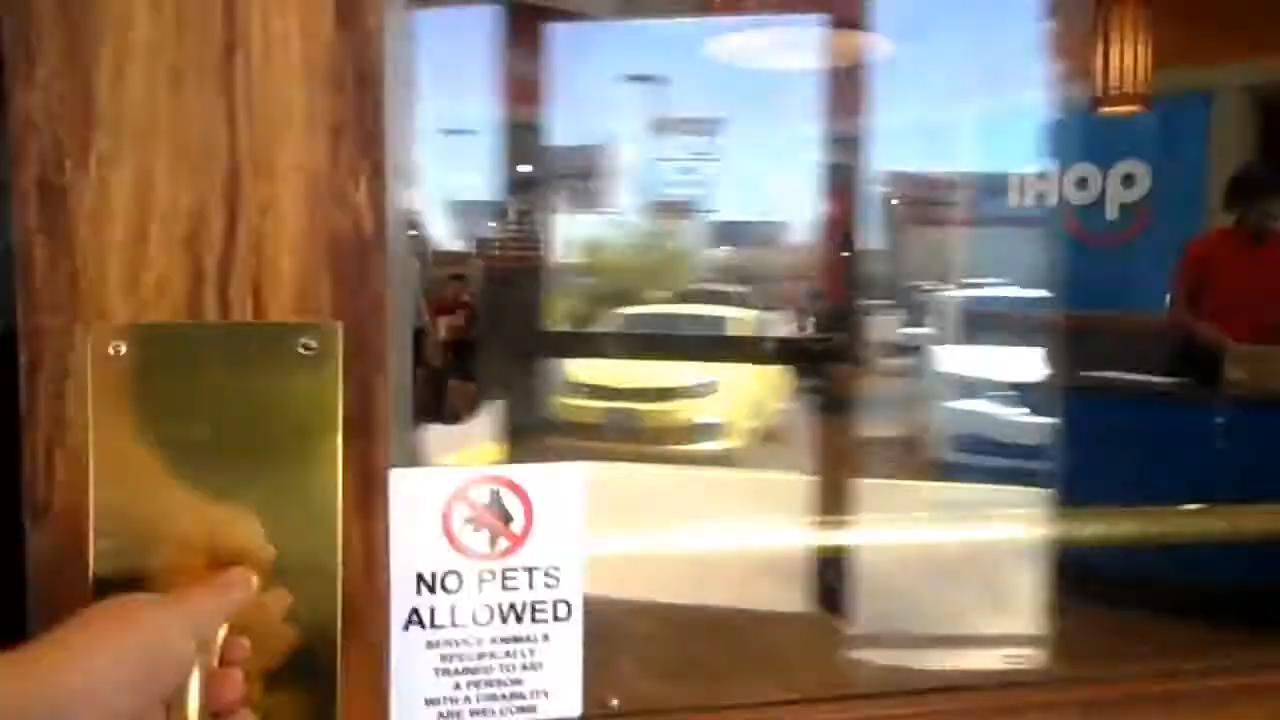 IHOP
NO PETS
ALLOWED
SERVICE ANIMALS
SPECIFICALLY
TRAINED TO AID
A PERSON
WITH A DISABILITY
ARE WELCOME